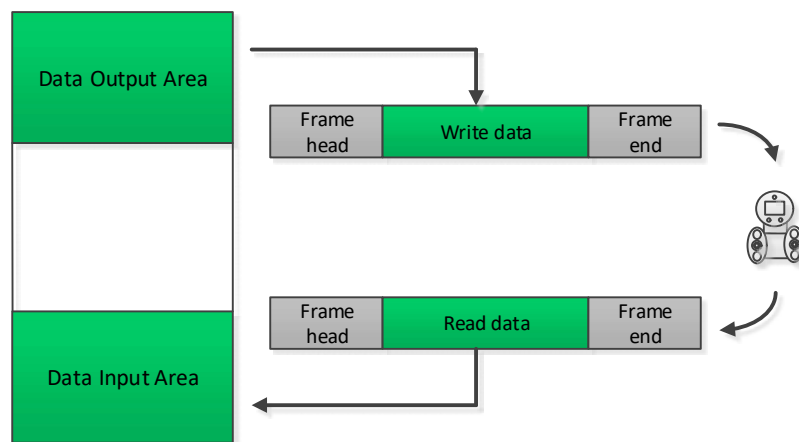 Data Output Area
Frame
head
Write data
Frame
end
Frame
head
Read data
Frame
end
Data Input Area